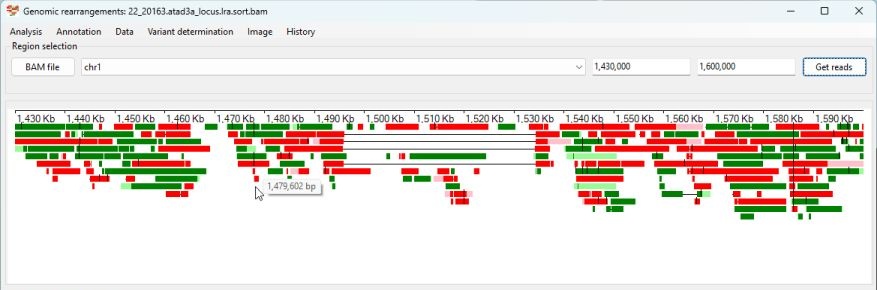 Genomic rearrangements: 22_20163.atad3a_locus.lra.sort.bam
Analysis Annotation Data Variant determination Image History
Region selection
BAM file chr1 1,430,000 1,600,000 Get reads
1,430 Kb 1,440 Kb 1,450 Kb 1,460 Kb 1,470 Kb 1,480 Kb 1,490 Kb 1,500 Kb 1,510 Kb 1,520 Kb 1,530 Kb 1,540 Kb 1,550 Kb 1,560 Kb 1,570 Kb 1,580 Kb 1,590 Kb
1,479,602 bp